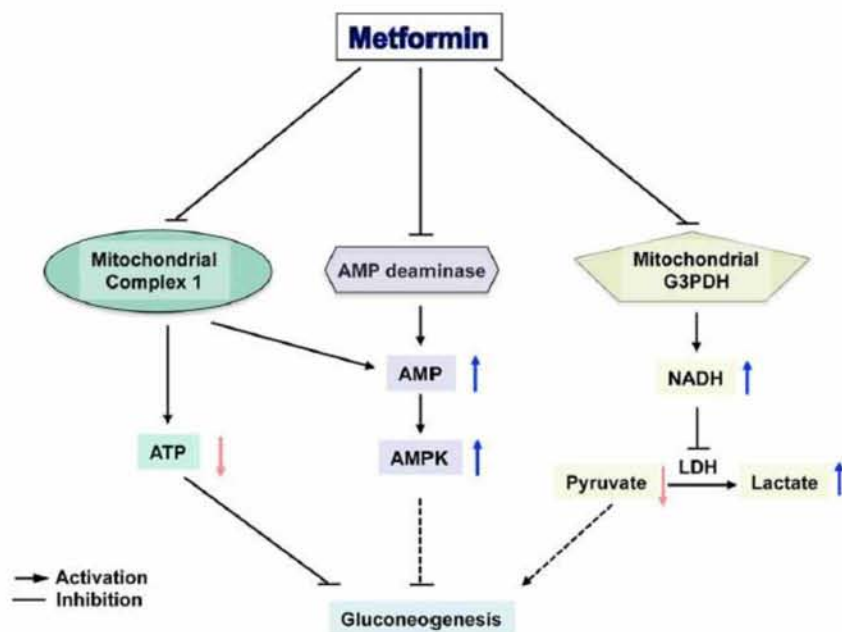 Metformin
Mitochondrial
Complex 1
AMP deaminase
Mitochondrial
G3PDH
AMP
NADH
ATP
AMPK
LDH
Pyruvate
Lactate
Activation
Inhibition
Gluconeogenesis